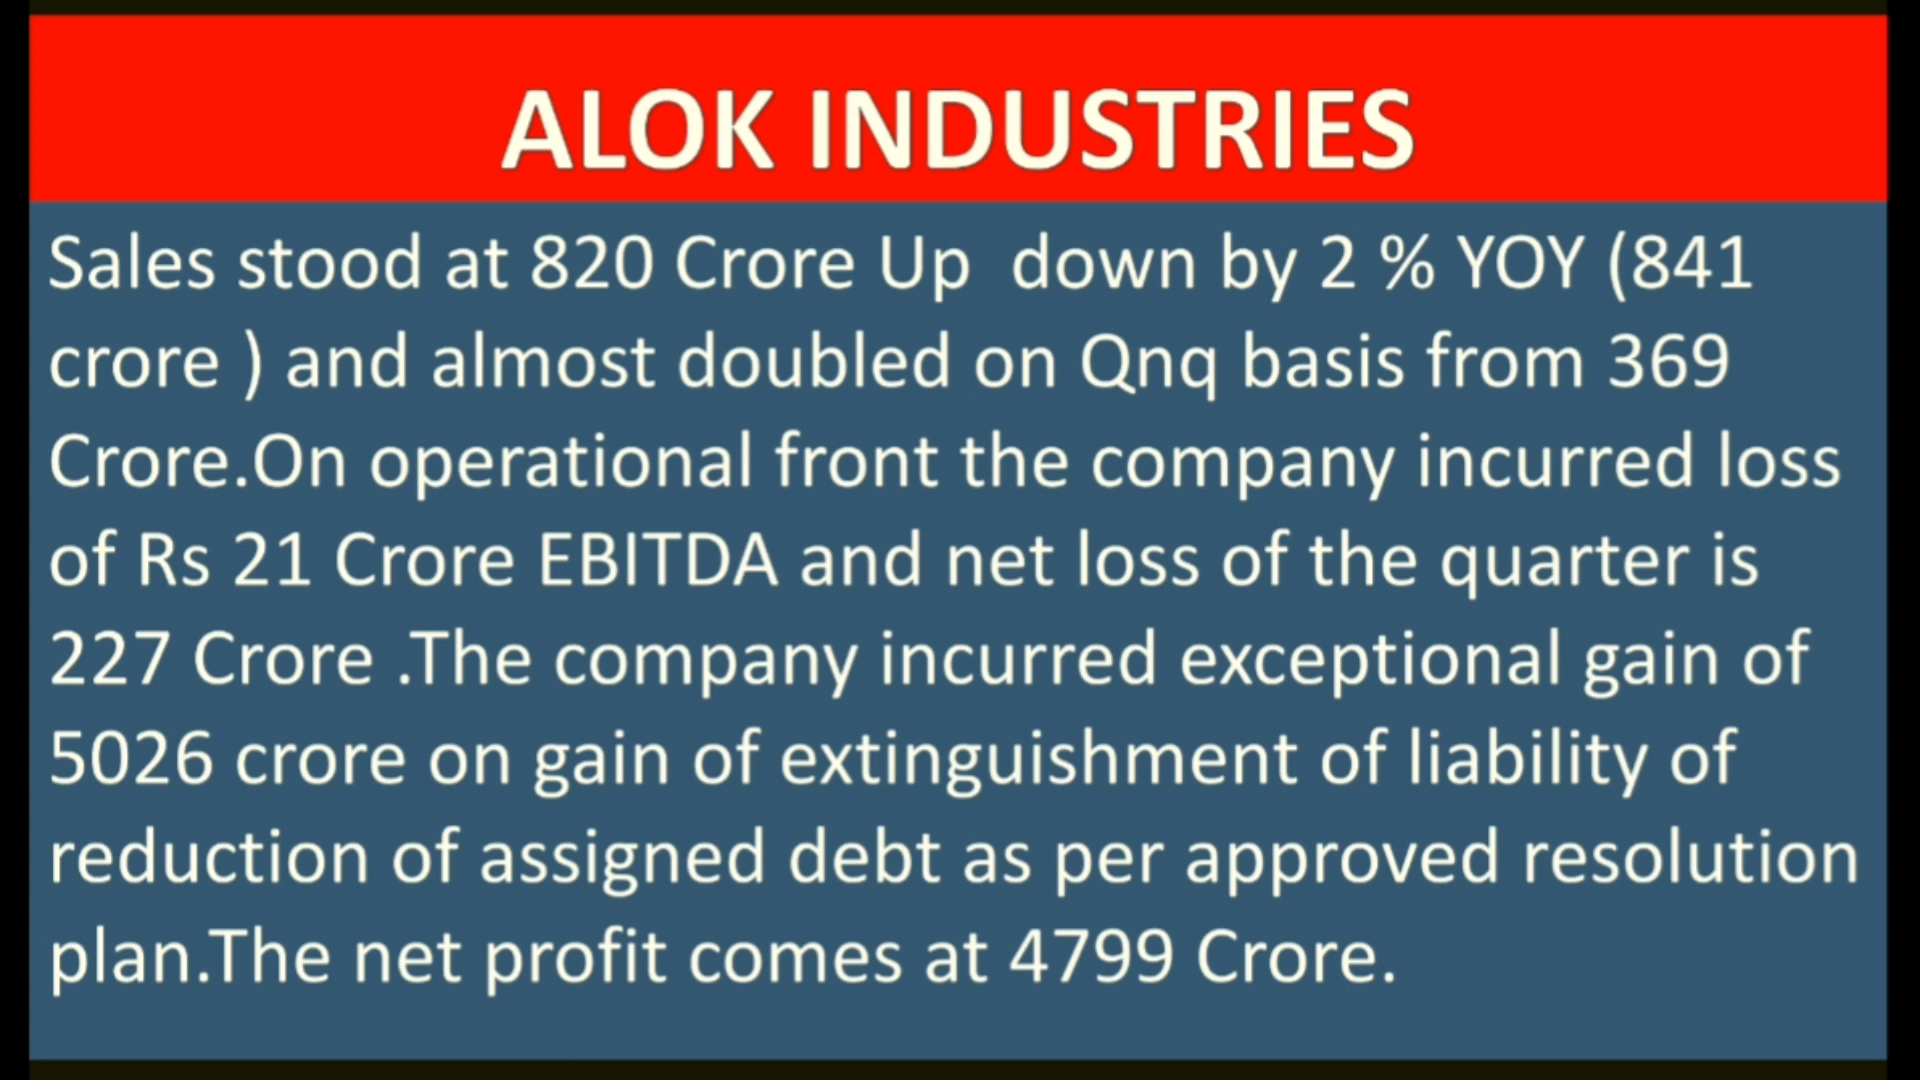 ALOK INDUSTRIES
Sales stood at 820 Crore Up  down by 2 % YOY (841
crore ) and almost doubled on Qnq basis from 369
Crore.On operational front the company incurred loss
of Rs 21 Crore EBITDA and net loss of the quarter is
227 Crore .The company incurred exceptional gain of
5026 crore on gain of extinguishment of liability of
reduction of assigned debt as per approved resolution
plan.The net profit comes at 4799 Crore.